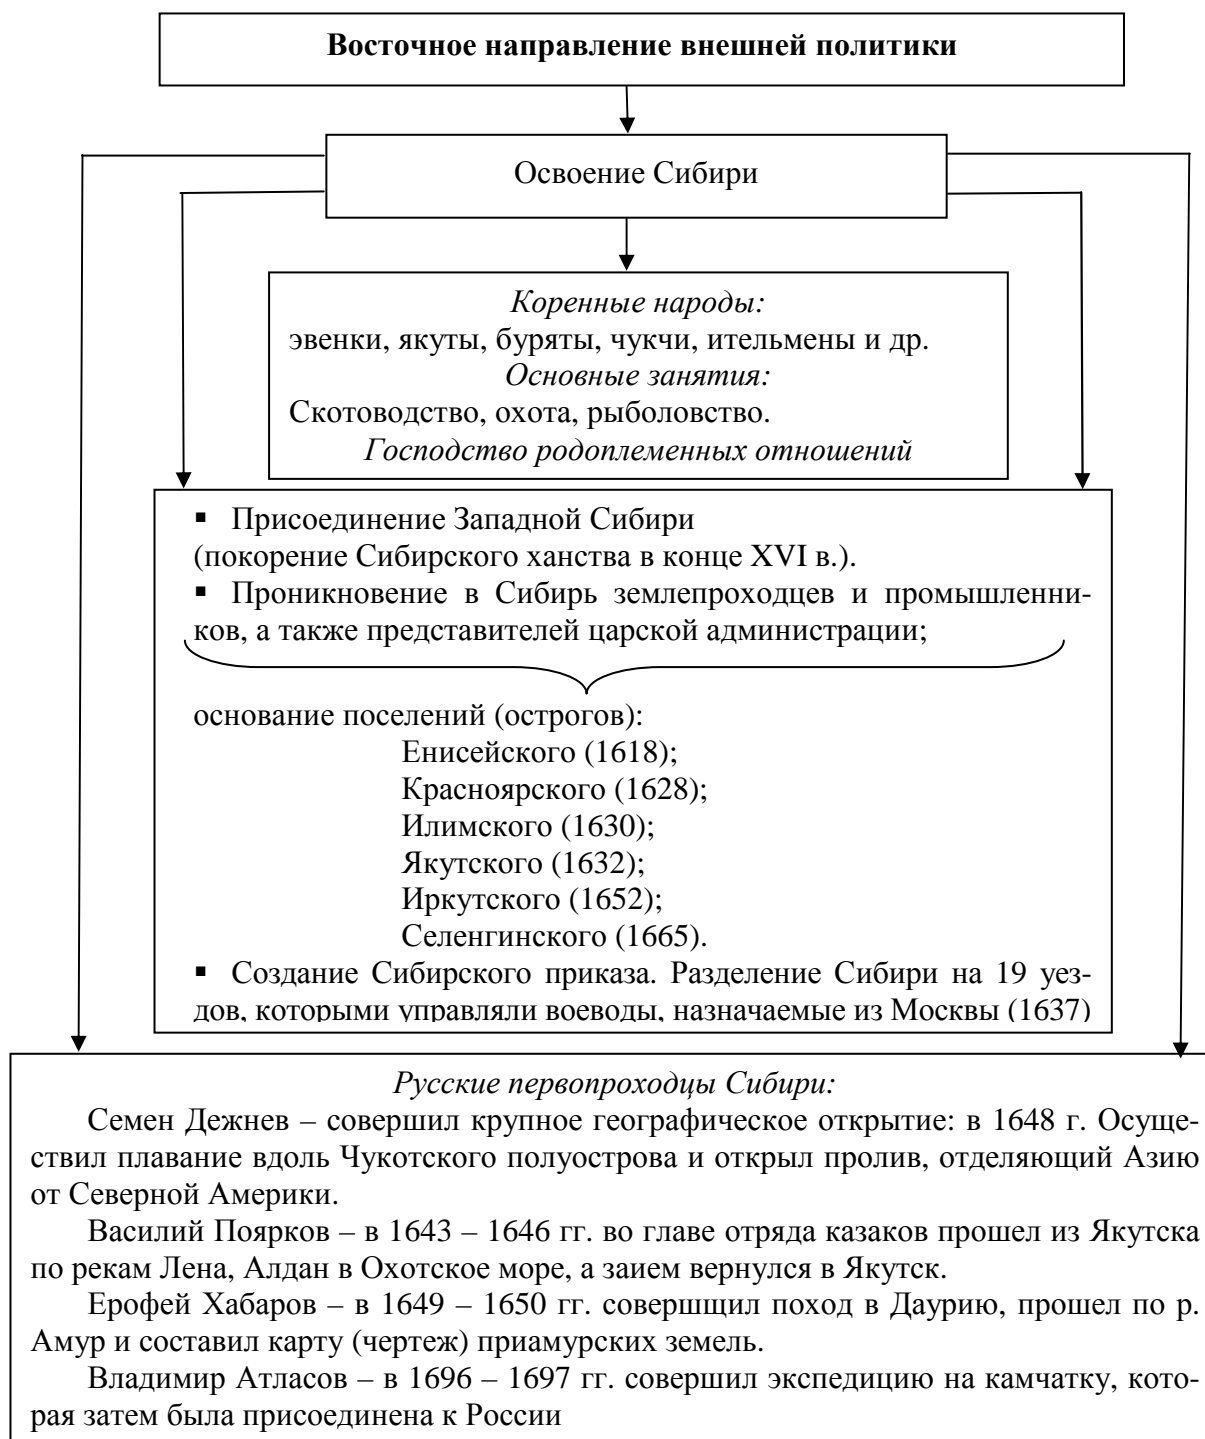 Восточное направление внешней политики
Освоение Сибири
Коренные народы:
эвенки, якуты, буряты, чукчи, ительмены и др.
Основные занятия:
Скотоводство, охота, рыболовство.
Господство родоплеменных отношений
▪ Присоединение Западной Сибири
(покорение Сибирского ханства в конце XVI в.).
▪ Проникновение в Сибирь землепроходцев и промышленни-
ков, а также представителей царской администрации;
основание поселений (острогов):
Енисейского (1618);
Красноярского (1628);
Илимского (1630);
Якутского (1632);
Иркутского (1652);
Селенгинского (1665).
▪ Создание Сибирского приказа. Разделение Сибири на 19 уез-
дов, которыми управляли воеводы, назначаемые из Москвы (1637)
Русские первопроходцы Сибири:
Семен Дежнев – совершил крупное географическое открытие: в 1648 г. Осуще-
ствил плавание вдоль Чукотского полуострова и открыл пролив, отделяющий Азию
от Северной Америки.
Василий Поярков – в 1643 – 1646 гг. во главе отряда казаков прошел из Якутска
по рекам Лена, Алдан в Охотское море, а заием вернулся в Якутск.
Ерофей Хабаров – в 1649 – 1650 гг. совершщил поход в Даурию, прошел по р.
Амур и составил карту (чертеж) приамурских земель.
Владимир Атласов – в 1696 – 1697 гг. совершил экспедицию на камчатку, кото-
рая затем была присоединена к России